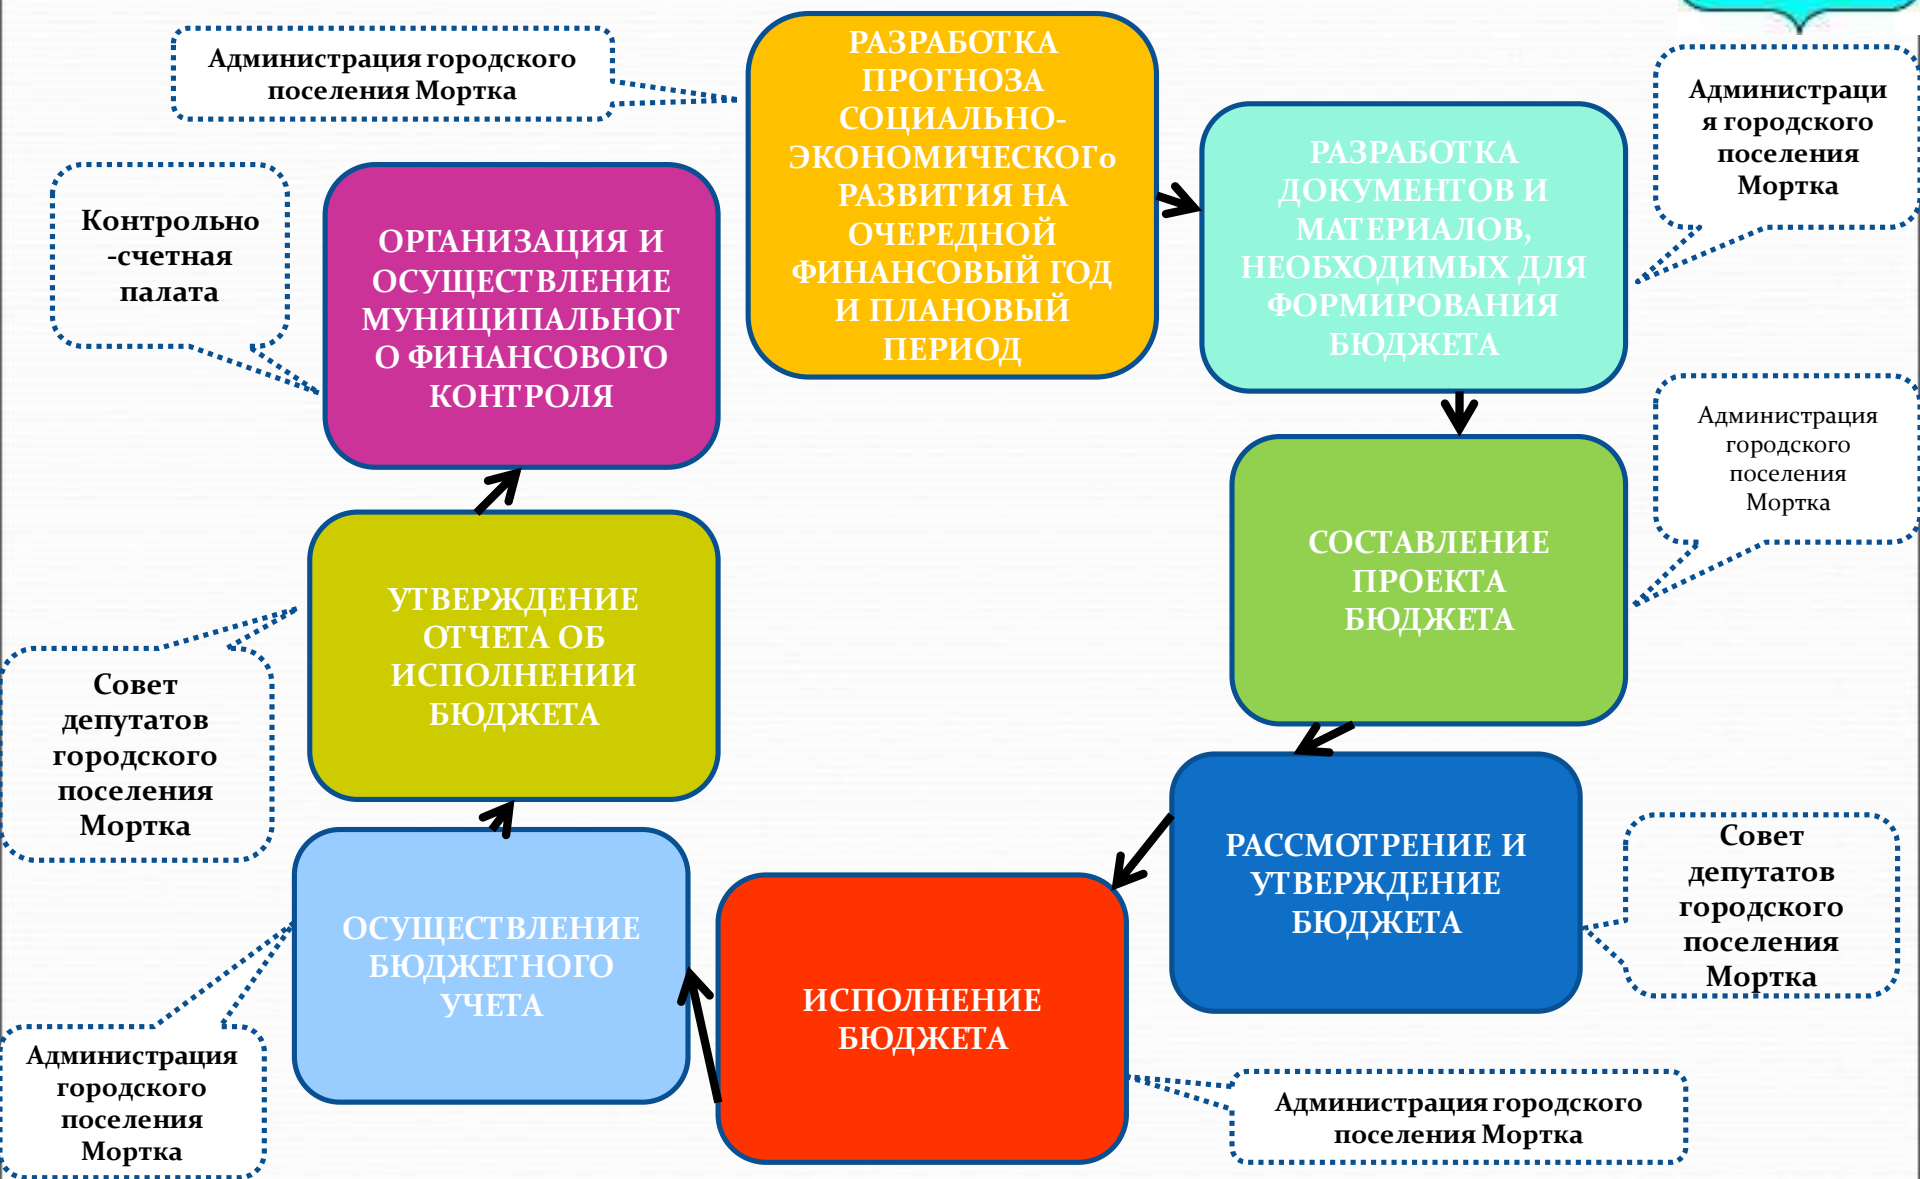 Администрация городского
поселения Мортка
РАЗРАБОТКА
ПРОГНОЗА
СОЦИАЛЬНО-
ЭКОНОМИЧЕСКОГо
РАЗВИТИЯ НА
ОЧЕРЕДНОЙ
ФИНАНСОВЫЙ ГОД
И ПЛАНОВЫЙ
ПЕРИОД
Администраци
я городского
поселения
Мортка
РАЗРАБОТКА
ДОКУМЕНТОВ И
МАТЕРИАЛОВ,
НЕОБХОДИМЫХ ДЛЯ
ФОРМИРОВАНИЯ
БЮДЖЕТА
Администрация
городского
поселения
Мортка
СОСТАВЛЕНИЕ
ПРОЕКТА
БЮДЖЕТА
РАССМОТРЕНИЕ И
УТВЕРЖДЕНИЕ
БЮДЖЕТА
Совет
депутатов
городского
поселения
Мортка
ИСПОЛНЕНИЕ
БЮДЖЕТА
Администрация городского
поселения Мортка
ОСУЩЕСТВЛЕНИЕ
БЮДЖЕТНОГО
УЧЕТА
Администрация
городского
поселения
Мортка
УТВЕРЖДЕНИЕ
ОТЧЕТА ОБ
ИСПОЛНЕНИИ
БЮДЖЕТА
Совет
депутатов
городского
поселения
Мортка
ОРГАНИЗАЦИЯ И
ОСУЩЕСТВЛЕНИЕ
МУНИЦИПАЛЬНОГ
О ФИНАНСОВОГО
КОНТРОЛЯ
Контрольно
-счетная
палата